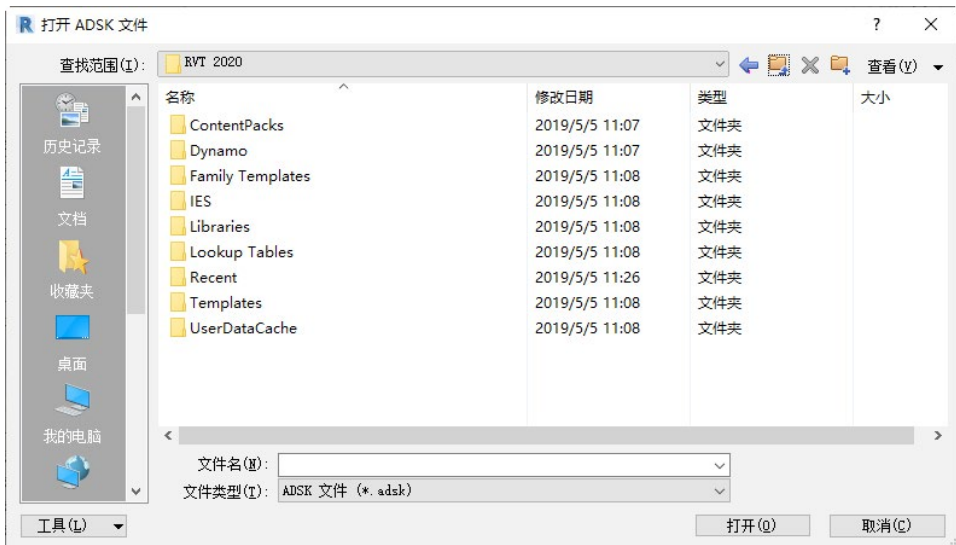 打开 ADSK 文件
查找范围(I): RVT 2020 查看(V)
名称 修改日期 类型 大小
ContentPacks 2019/5/5 11:07 文件夹
Dynamo 2019/5/5 11:07 文件夹
Family Templates 2019/5/5 11:08 文件夹
IES 2019/5/5 11:08 文件夹
Libraries 2019/5/5 11:08 文件夹
Lookup Tables 2019/5/5 11:08 文件夹
Recent 2019/5/5 11:26 文件夹
Templates 2019/5/5 11:08 文件夹
UserDataCache 2019/5/5 11:08 文件夹
历史记录
文档
收藏夹
桌面
我的电脑
文件名(N):
文件类型(T): ADSK 文件 (*.adsk)
工具(L) 打开(O) 取消(C)